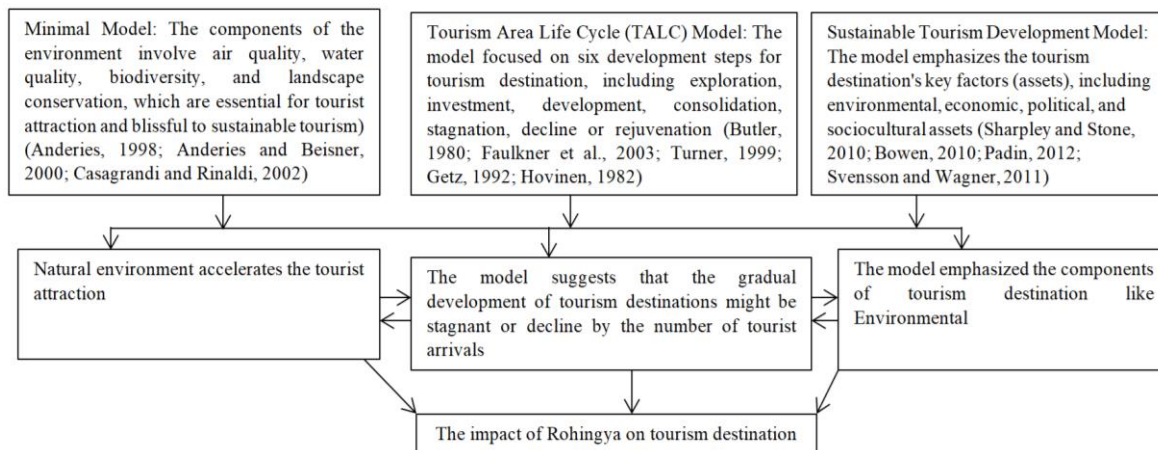 Minimal Model: The components of
the environment involve air quality, water
quality, biodiversity, and landscape
conservation, which are essential for tourist
attraction and blissful to sustainable tourism)
(Anderies, 1998; Anderies and Beisner,
2000; Casagrandi and Rinaldi, 2002)
Tourism Area Life Cycle (TALC) Model: The
model focused on six development steps for
tourism destination, including exploration,
investment, development, consolidation,
stagnation, decline or rejuvenation (Butler,
1980; Faulkner et al., 2003; Turner, 1999;
Getz, 1992; Hovinen, 1982)
Sustainable Tourism Development Model:
The model emphasizes the tourism
destination's key factors (assets), including
environmental, economic, political, and
sociocultural assets (Sharpley and Stone,
2010; Bowen, 2010; Padin, 2012;
Svensson and Wagner, 2011)
Natural environment accelerates the tourist
attraction
The model suggests that the gradual
development of tourism destinations might be
stagnant or decline by the number of tourist
arrivals
The model emphasized the components
of tourism destination like
Environmental
The impact of Rohingya on tourism destination